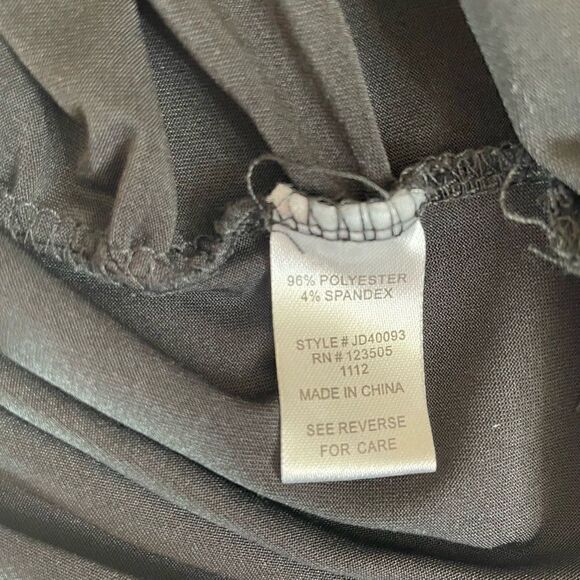 96% POLYESTER
4% SPANDEX
STYLE # JD40093
RN # 123505
1112
MADE IN CHINA
SEE REVERSE
FOR CARE